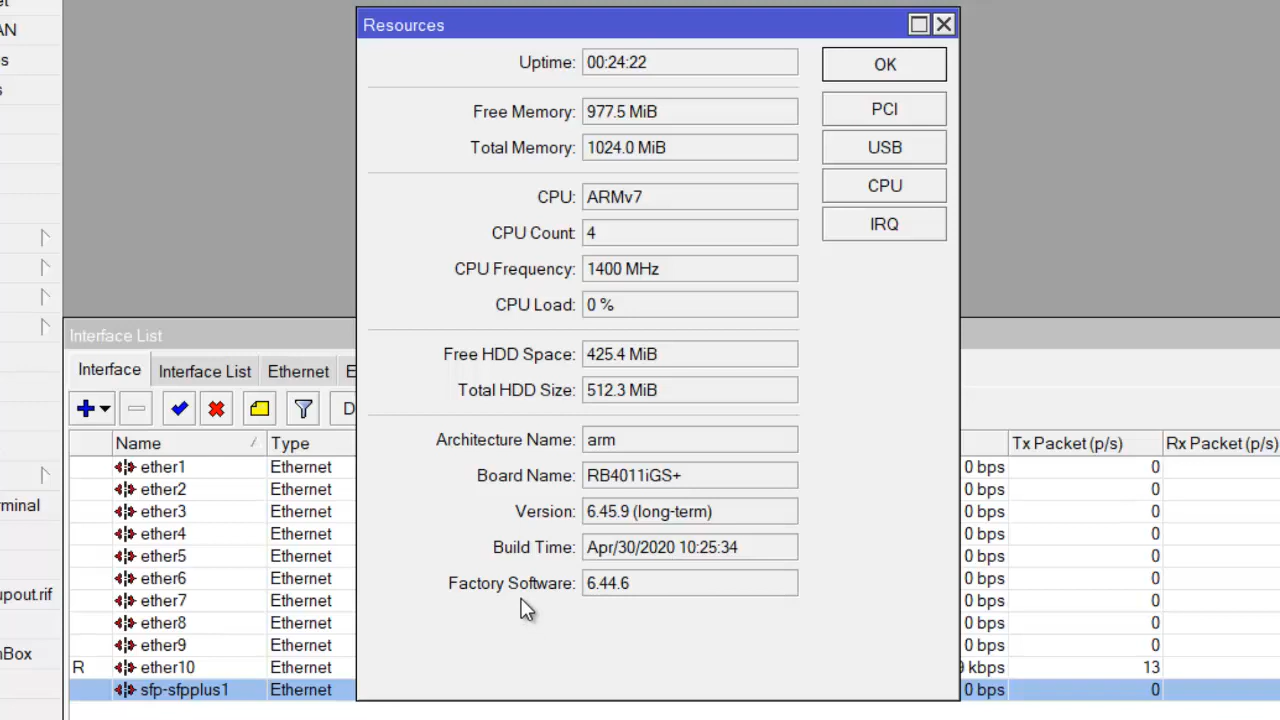 Resources
Uptime: 00:24:22
OK
Free Memory: 977.5 MiB
PCI
Total Memory: 1024.0 MiB
USB
CPU: ARMv7
CPU
CPU Count: 4
IRQ
CPU Frequency: 1400 MHz
CPU Load: 0 %
Free HDD Space: 425.4 MiB
Total HDD Size: 512.3 MiB
Architecture Name: arm
Board Name: RB4011iGS+
Version: 6.45.9 (long-term)
Build Time: Apr/30/2020 10:25:34
Factory Software: 6.44.6
AN
s
s
rminal
upout.rif
Box
Interface List
Interface Interface List Ethernet E
D
Name / Type Tx Packet (p/s) Rx Packet (p/s)
ether1 Ethernet 0 bps 0
ether2 Ethernet 0 bps 0
ether3 Ethernet 0 bps 0
ether4 Ethernet 0 bps 0
ether5 Ethernet 0 bps 0
ether6 Ethernet 0 bps 0
ether7 Ethernet 0 bps 0
ether8 Ethernet 0 bps 0
ether9 Ethernet 0 bps 0
R ether10 Ethernet kbps 13
sfp-sfpplus1 Ethernet 0 bps 0